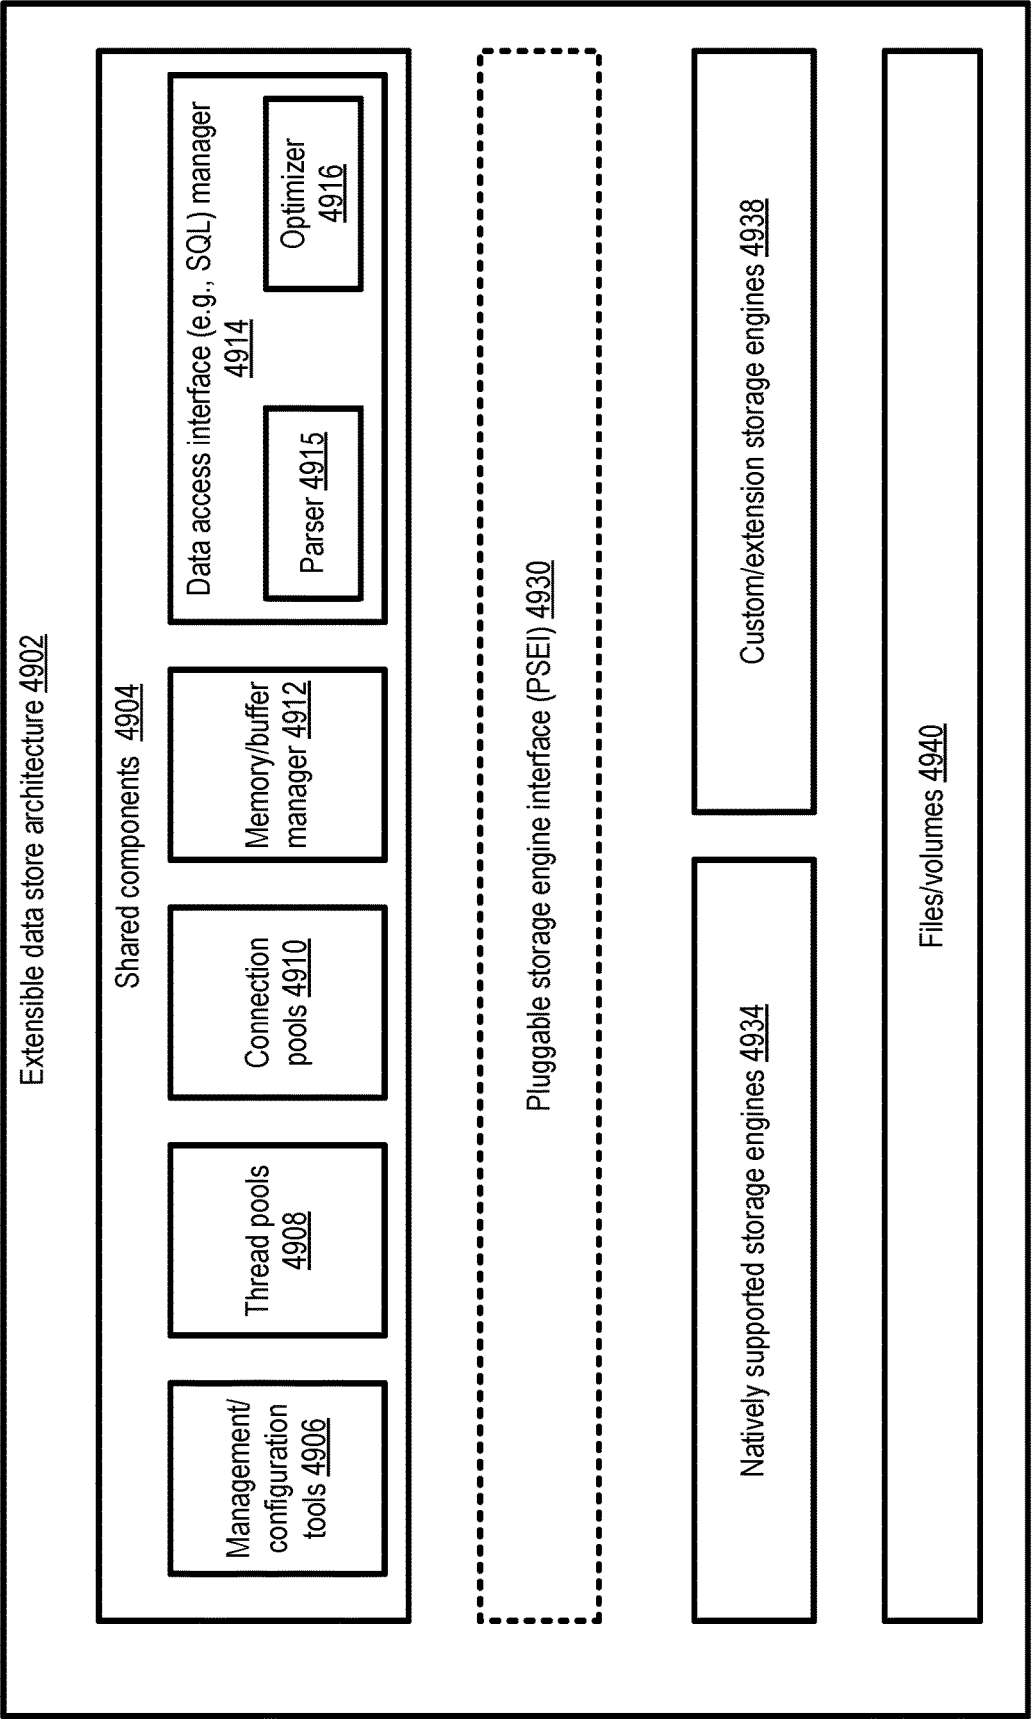 Extensible data store architecture 4902
Shared components 4904
Management/
configuration
tools 4906
Thread pools
4908
Connection
pools 4910
Memory/buffer
manager 4912
Data access interface (e.g., SQL) manager
4914
Parser 4915
Optimizer
4916
Pluggable storage engine interface (PSEI) 4930
Natively supported storage engines 4934
Custom/extension storage engines 4938
Files/volumes 4940